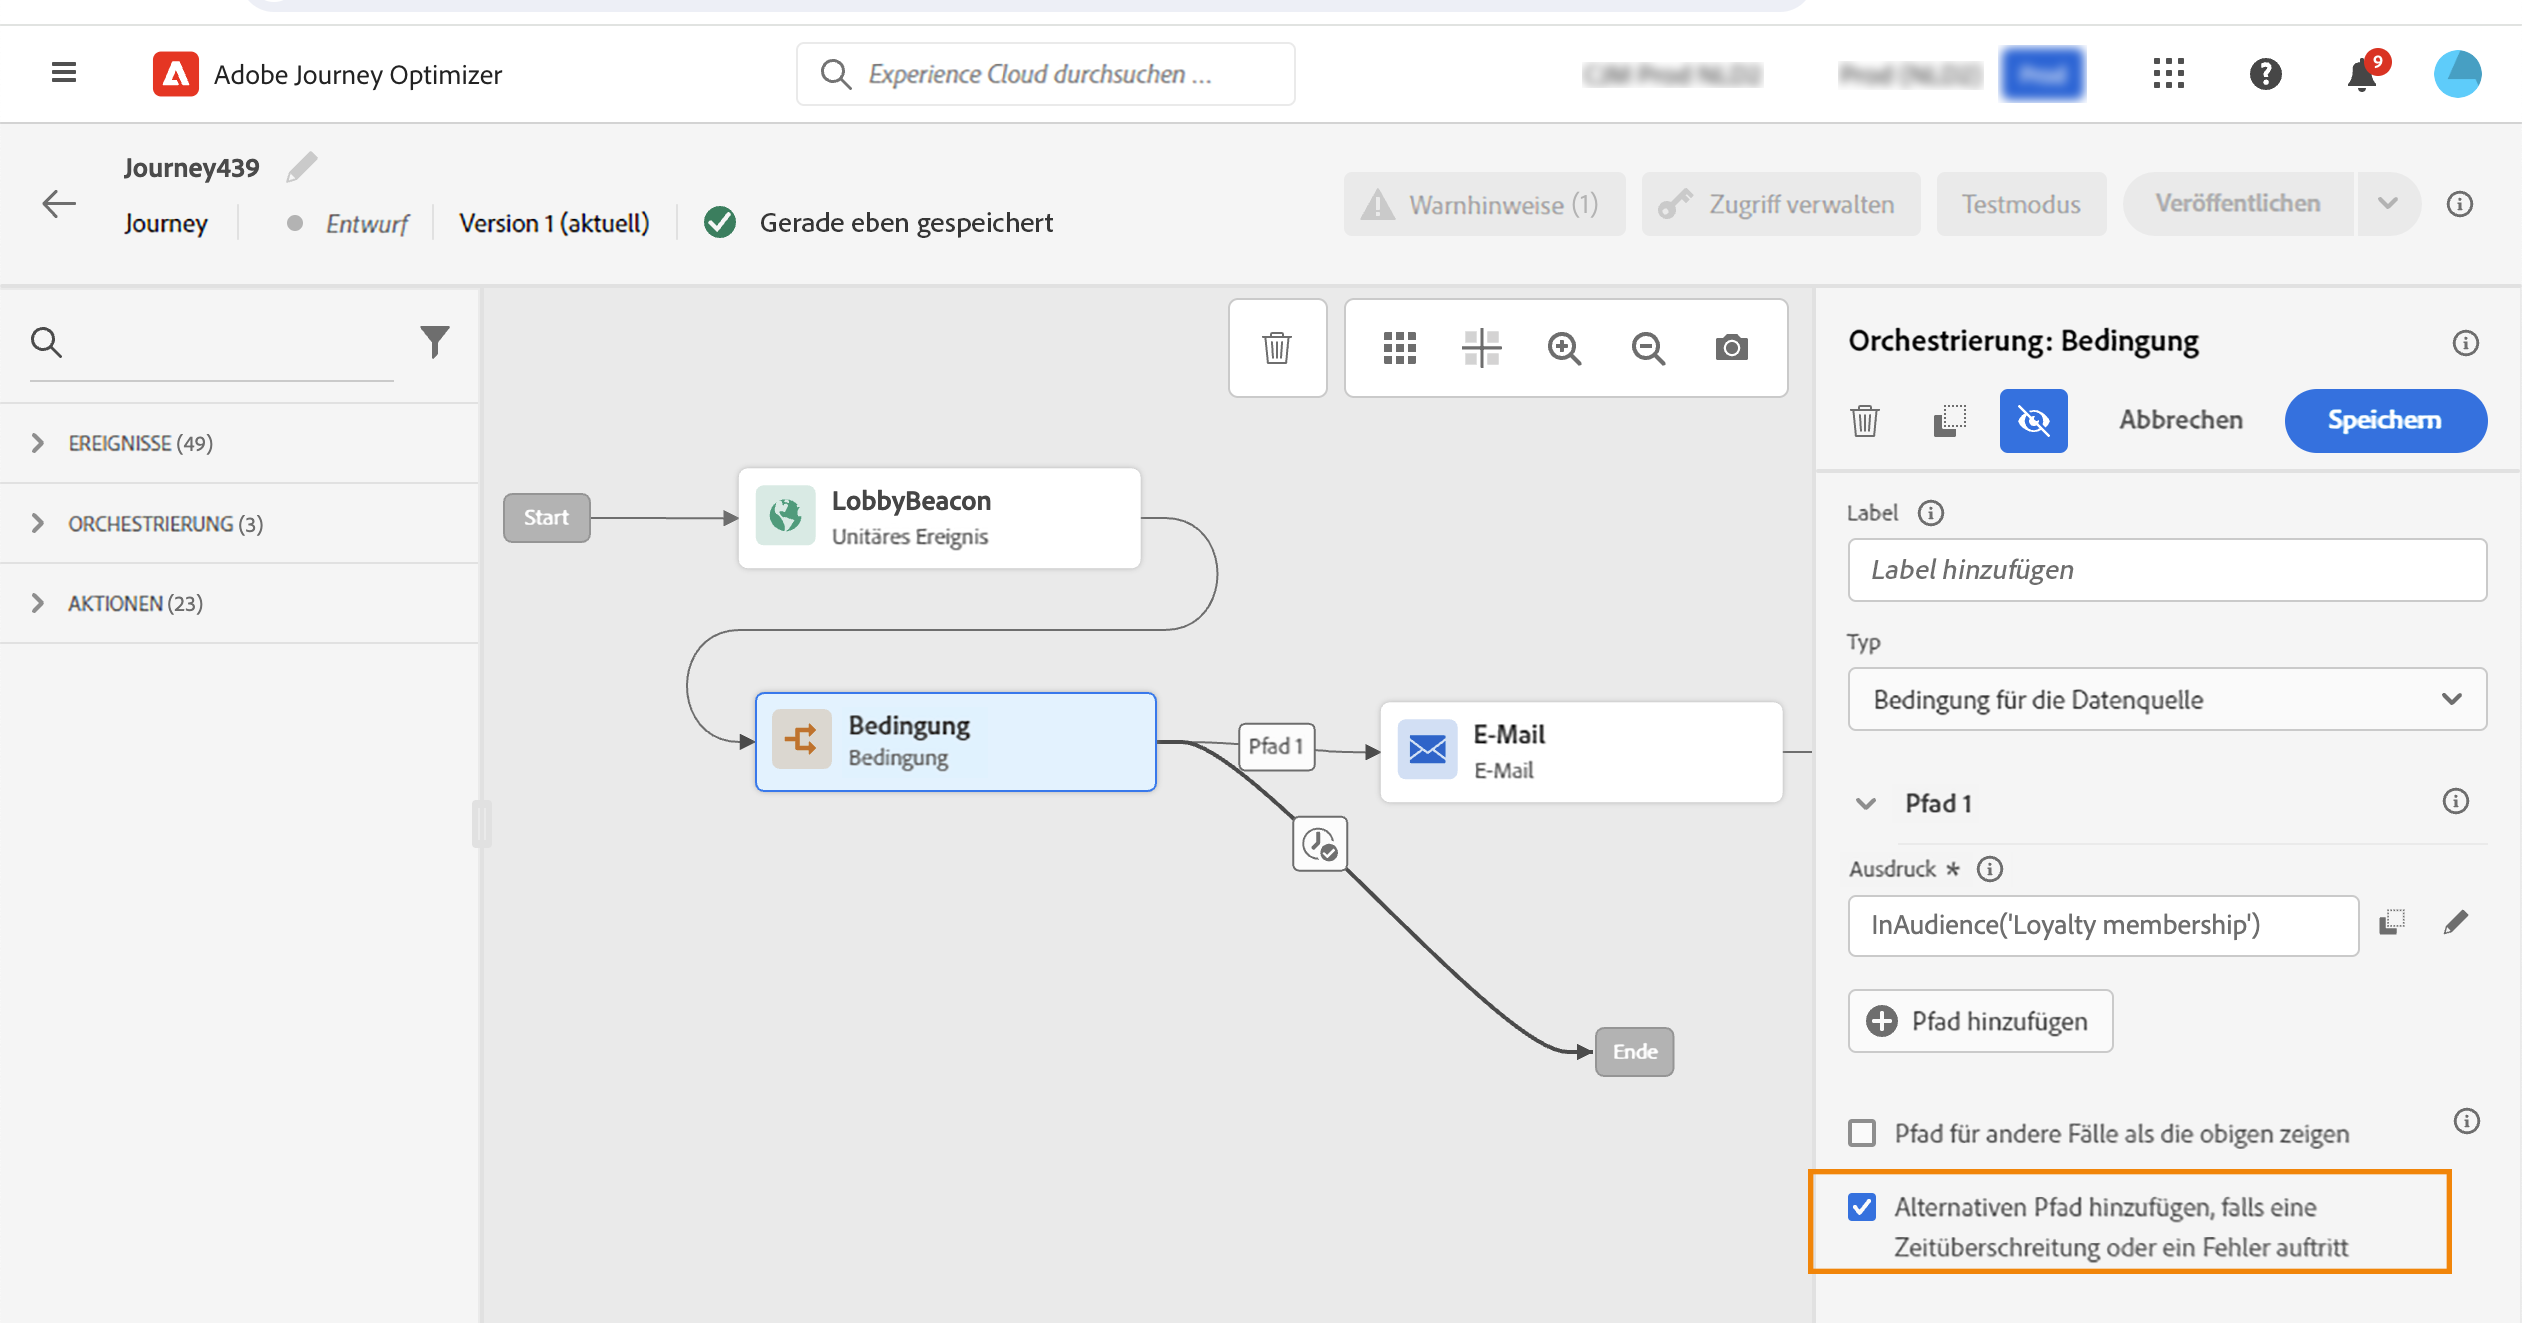 Adobe Journey Optimizer
Experience Cloud durchsuchen ...
9
Journey439
Journey
Entwurf
Version 1 (aktuell)
Gerade eben gespeichert
Warnhinweise (1)
Zugriff verwalten
Testmodus
Veröffentlichen
EREIGNISSE (49)
ORCHESTRIERUNG (3)
AKTIONEN (23)
Start
LobbyBeacon
Unitäres Ereignis
Bedingung
Bedingung
Pfad 1
E-Mail
E-Mail
Ende
Orchestrierung: Bedingung
Abbrechen
Speichern
Label
Label hinzufügen
Typ
Bedingung für die Datenquelle
Pfad 1
Ausdruck *
InAudience('Loyalty membership')
Pfad hinzufügen
Pfad für andere Fälle als die obigen zeigen
Alternativen Pfad hinzufügen, falls eine
Zeitüberschreitung oder ein Fehler auftritt